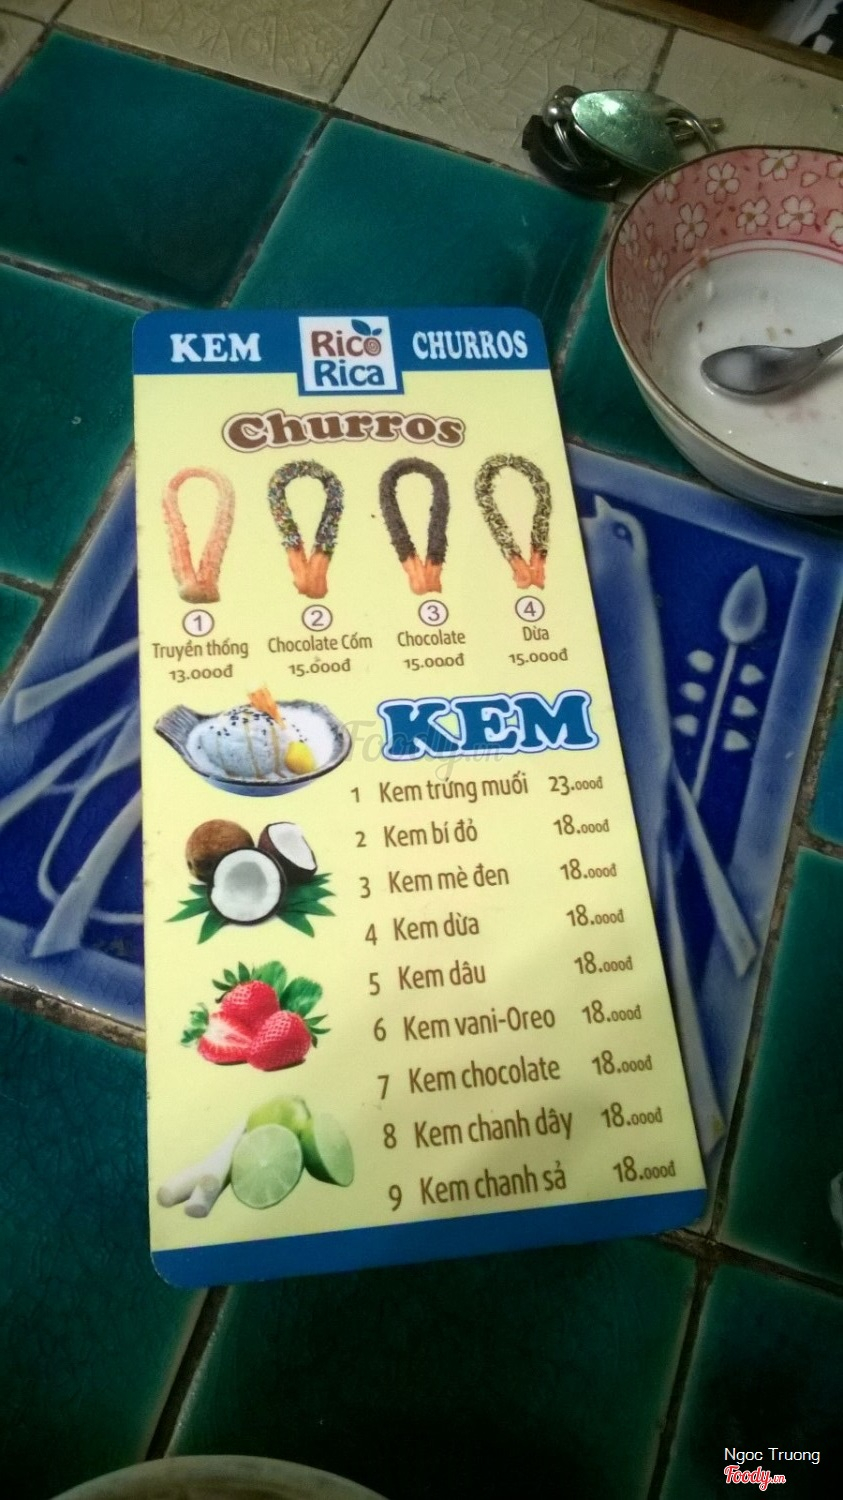 KEM
Rico
Rica
CHURROS
Churros
1
Truyền thống
13.000đ
2
Chocolate Cốm
15.000đ
3
Chocolate
15.000đ
4
Dừa
15.000đ
KEM
1 Kem trứng muối 23.000đ
2 Kem bí đỏ 18.000đ
3 Kem mè đen 18.000đ
4 Kem dừa 18.000đ
5 Kem dâu 18.000đ
6 Kem vani-Oreo 18.000đ
7 Kem chocolate 18.000đ
8 Kem chanh dây 18.000đ
9 Kem chanh sả 18.000đ
Foody.vn
Ngoc Truong
Foody.vn